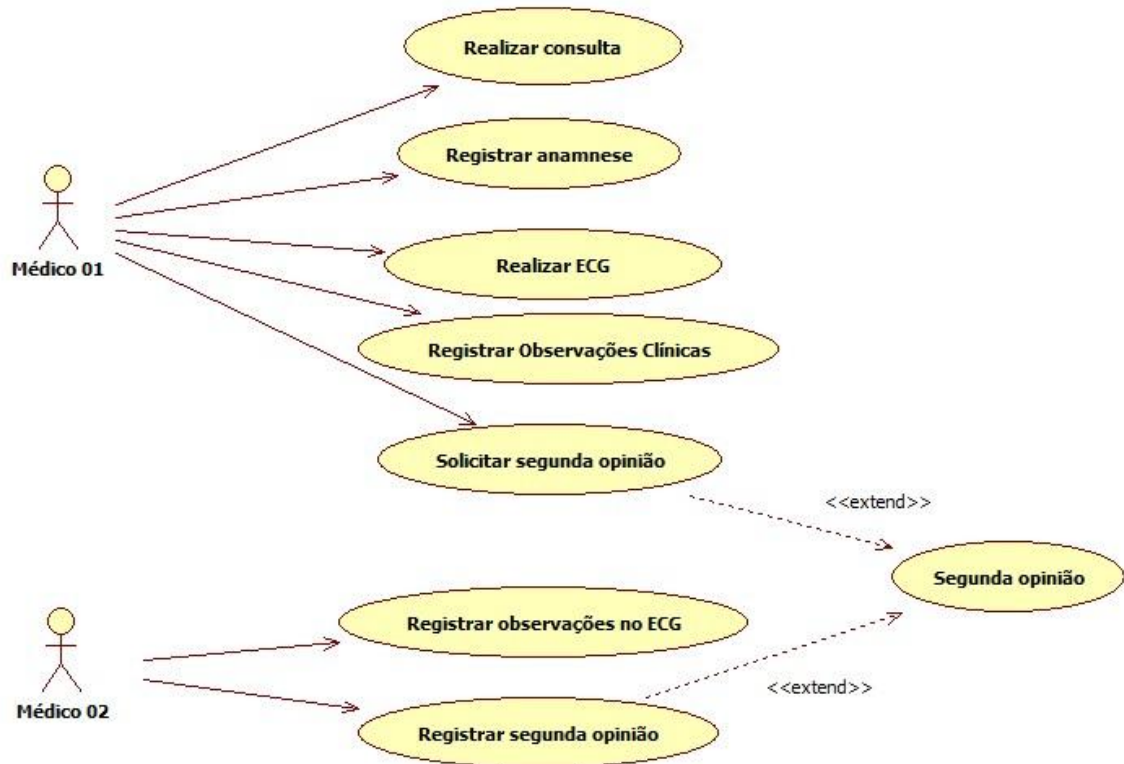 Realizar consulta
Registrar anamnese
Médico 01
Realizar ECG
Registrar Observações Clínicas
Solicitar segunda opinião
<<extend>>
Segunda opinião
Registrar observações no ECG
<<extend>>
Médico 02
Registrar segunda opinião